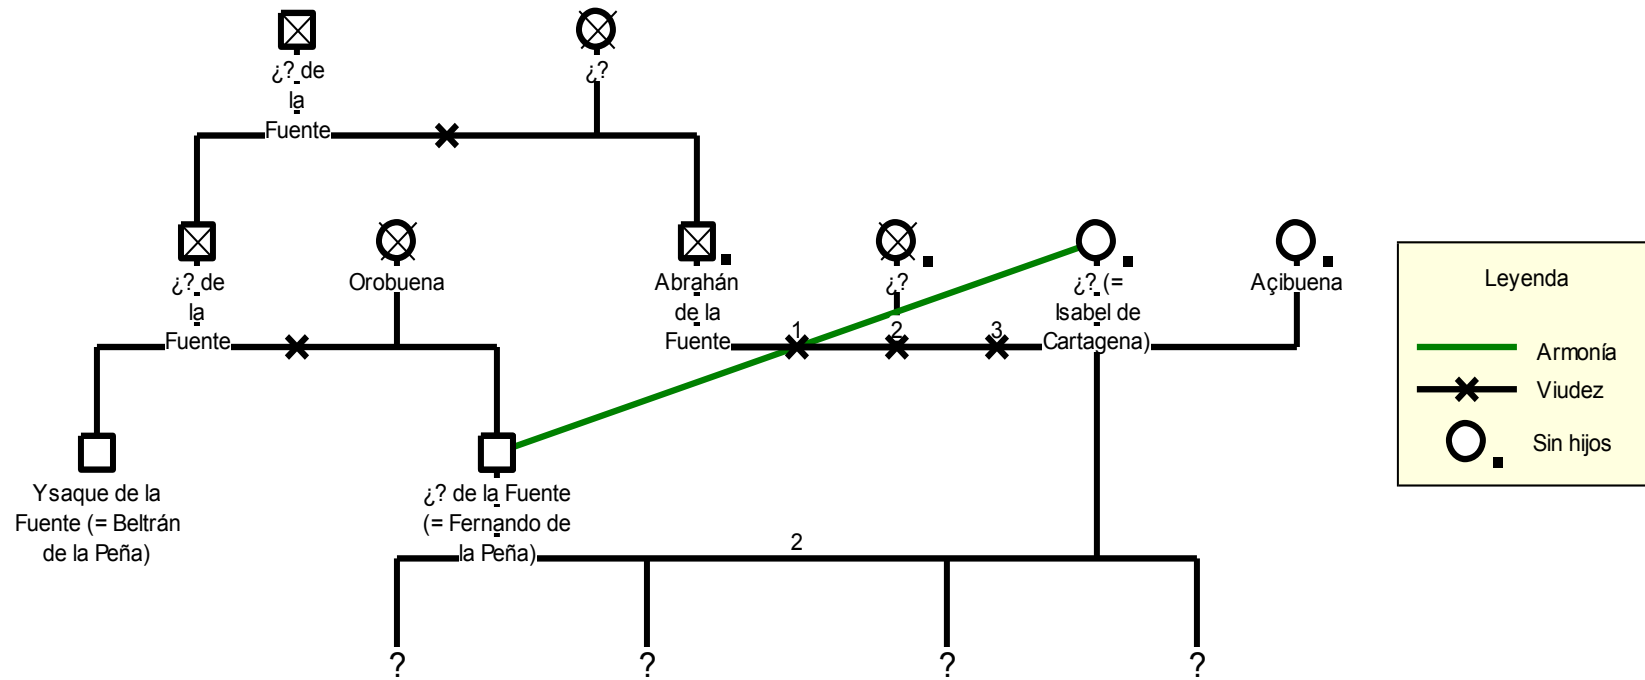 ¿? de
la
Fuente
¿?
¿? de
la
Fuente
Orobuena
Abrahán
de la
Fuente
¿?
¿? (=
Isabel de
Cartagena)
Açibuena
1
2
3
Leyenda
Armonía
Viudez
Sin hijos
Ysaque de la
Fuente (= Beltrán
de la Peña)
¿? de la Fuente
(= Fernando de
la Peña)
2
?
?
?
?